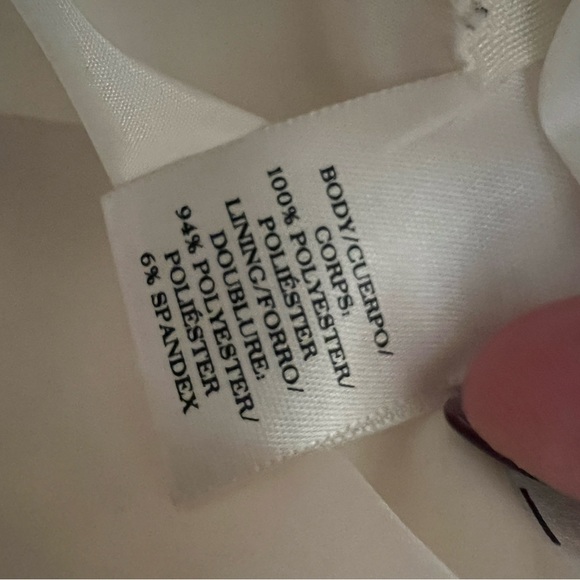 BODY/CUERPO/
CORPS:
100% POLYESTER/
POLIÉSTER
LINING/FORRO/
DOUBLURE:
94% POLYESTER/
POLIÉSTER
6% SPANDEX